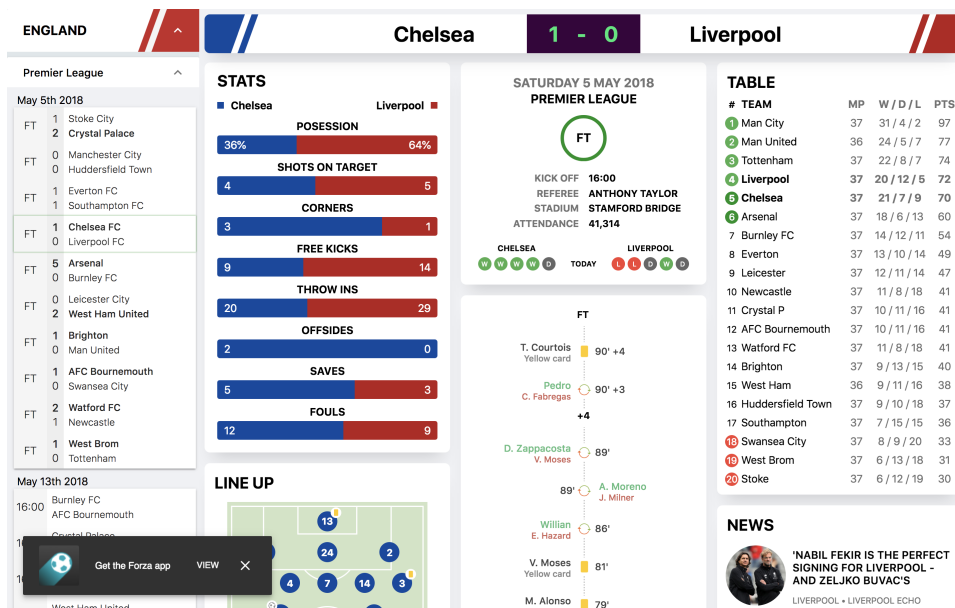 ENGLAND
Premier League
May 5th 2018
FT 1 Stoke City
2 Crystal Palace
FT 0 Manchester City
0 Huddersfield Town
FT 1 Everton FC
1 Southampton FC
FT 1 Chelsea FC
0 Liverpool FC
FT 5 Arsenal
0 Burnley FC
FT 0 Leicester City
2 West Ham United
FT 1 Brighton
0 Man United
FT 1 AFC Bournemouth
0 Swansea City
FT 2 Watford FC
1 Newcastle
FT 1 West Brom
0 Tottenham
May 13th 2018
16:00 Burnley FC
AFC Bournemouth
Crystal Palace
West Ham United
Get the Forza app VIEW
Chelsea 1 - 0 Liverpool
STATS
Chelsea Liverpool
POSESSION
36% 64%
SHOTS ON TARGET
4 5
CORNERS
3 1
FREE KICKS
9 14
THROW INS
20 29
OFFSIDES
2 0
SAVES
5 3
FOULS
12 9
LINE UP
13
24 2
4 7 14 3
SATURDAY 5 MAY 2018
PREMIER LEAGUE
FT
KICK OFF 16:00
REFEREE ANTHONY TAYLOR
STADIUM STAMFORD BRIDGE
ATTENDANCE 41,314
CHELSEA LIVERPOOL
W W W W D TODAY L L D W D
FT
T. Courtois 90' +4
Yellow card
Pedro 90' +3
C. Fabregas
+4
D. Zappacosta 89'
V. Moses
89' A. Moreno
J. Milner
Willian 86'
E. Hazard
V. Moses 81'
Yellow card
M. Alonso 79'
TABLE
# TEAM MP W / D / L PTS
1 Man City 37 31 / 4 / 2 97
2 Man United 36 24 / 5 / 7 77
3 Tottenham 37 22 / 8 / 7 74
4 Liverpool 37 20 / 12 / 5 72
5 Chelsea 37 21 / 7 / 9 70
6 Arsenal 37 18 / 6 / 13 60
7 Burnley FC 37 14 / 12 / 11 54
8 Everton 37 13 / 10 / 14 49
9 Leicester 37 12 / 11 / 14 47
10 Newcastle 37 11 / 8 / 18 41
11 Crystal P 37 10 / 11 / 16 41
12 AFC Bournemouth 37 10 / 11 / 16 41
13 Watford FC 37 11 / 8 / 18 41
14 Brighton 37 9 / 13 / 15 40
15 West Ham 36 9 / 11 / 16 38
16 Huddersfield Town 37 9 / 10 / 18 37
17 Southampton 37 7 / 15 / 15 36
18 Swansea City 37 8 / 9 / 20 33
19 West Brom 37 6 / 13 / 18 31
20 Stoke 37 6 / 12 / 19 30
NEWS
'NABIL FEKIR IS THE PERFECT
SIGNING FOR LIVERPOOL -
AND ZELJKO BUVAC'S
LIVERPOOL • LIVERPOOL ECHO